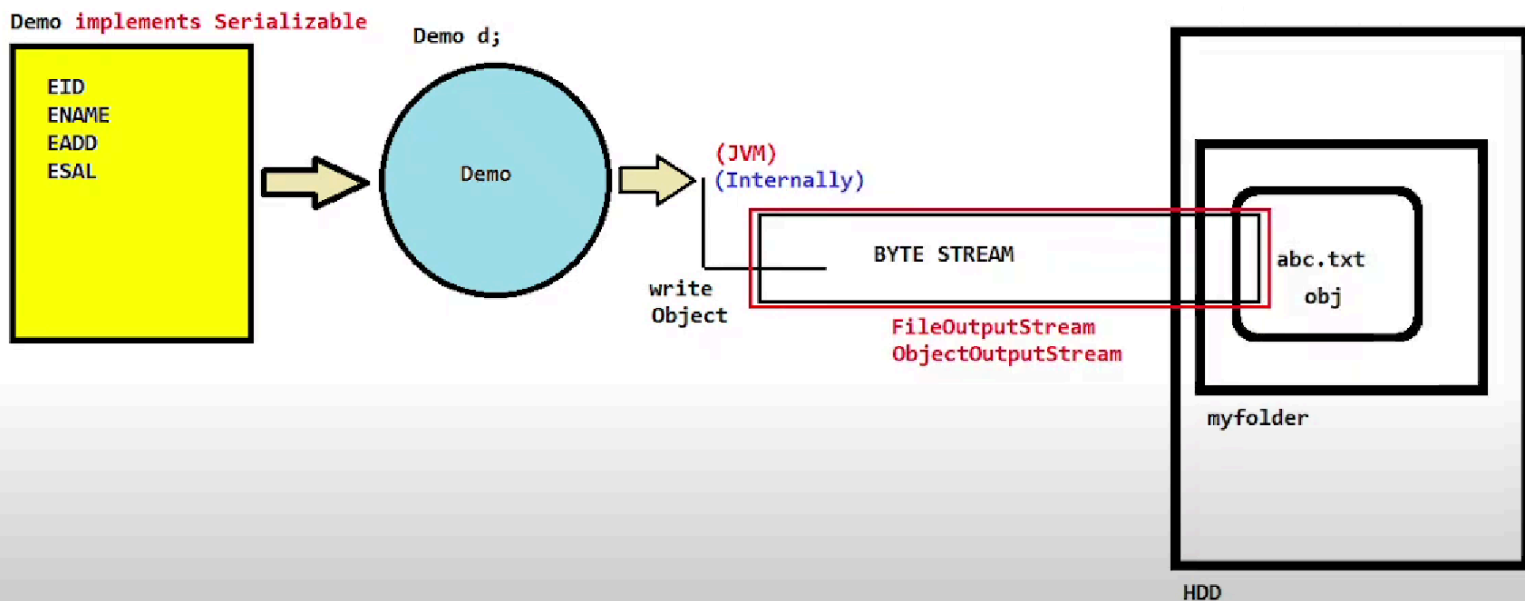 Demo implements Serializable
EID
ENAME
EADD
ESAL
Demo d;
Demo
(JVM)
(Internally)
write
Object
BYTE STREAM
FileOutputStream
ObjectOutputStream
abc.txt
obj
myfolder
HDD